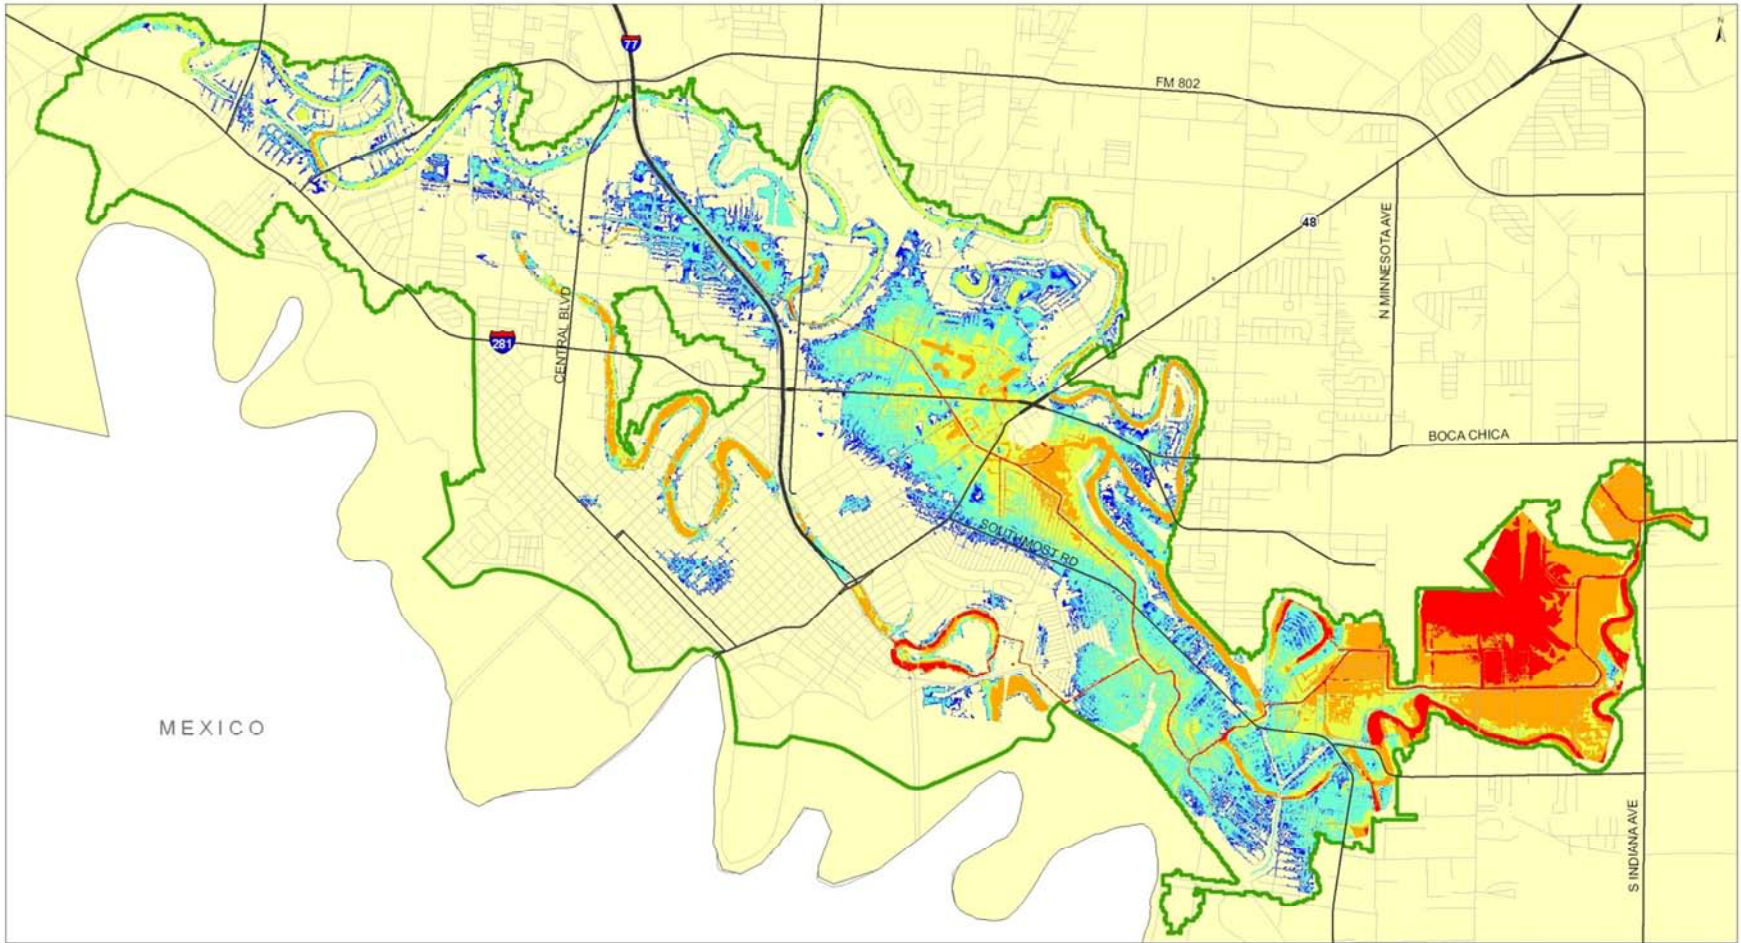 N
77
FM 802
48
N MINNESOTA AVE
CENTRAL BLVD
281
BOCA CHICA
SOUTHMOST RD
MEXICO
S INDIANA AVE